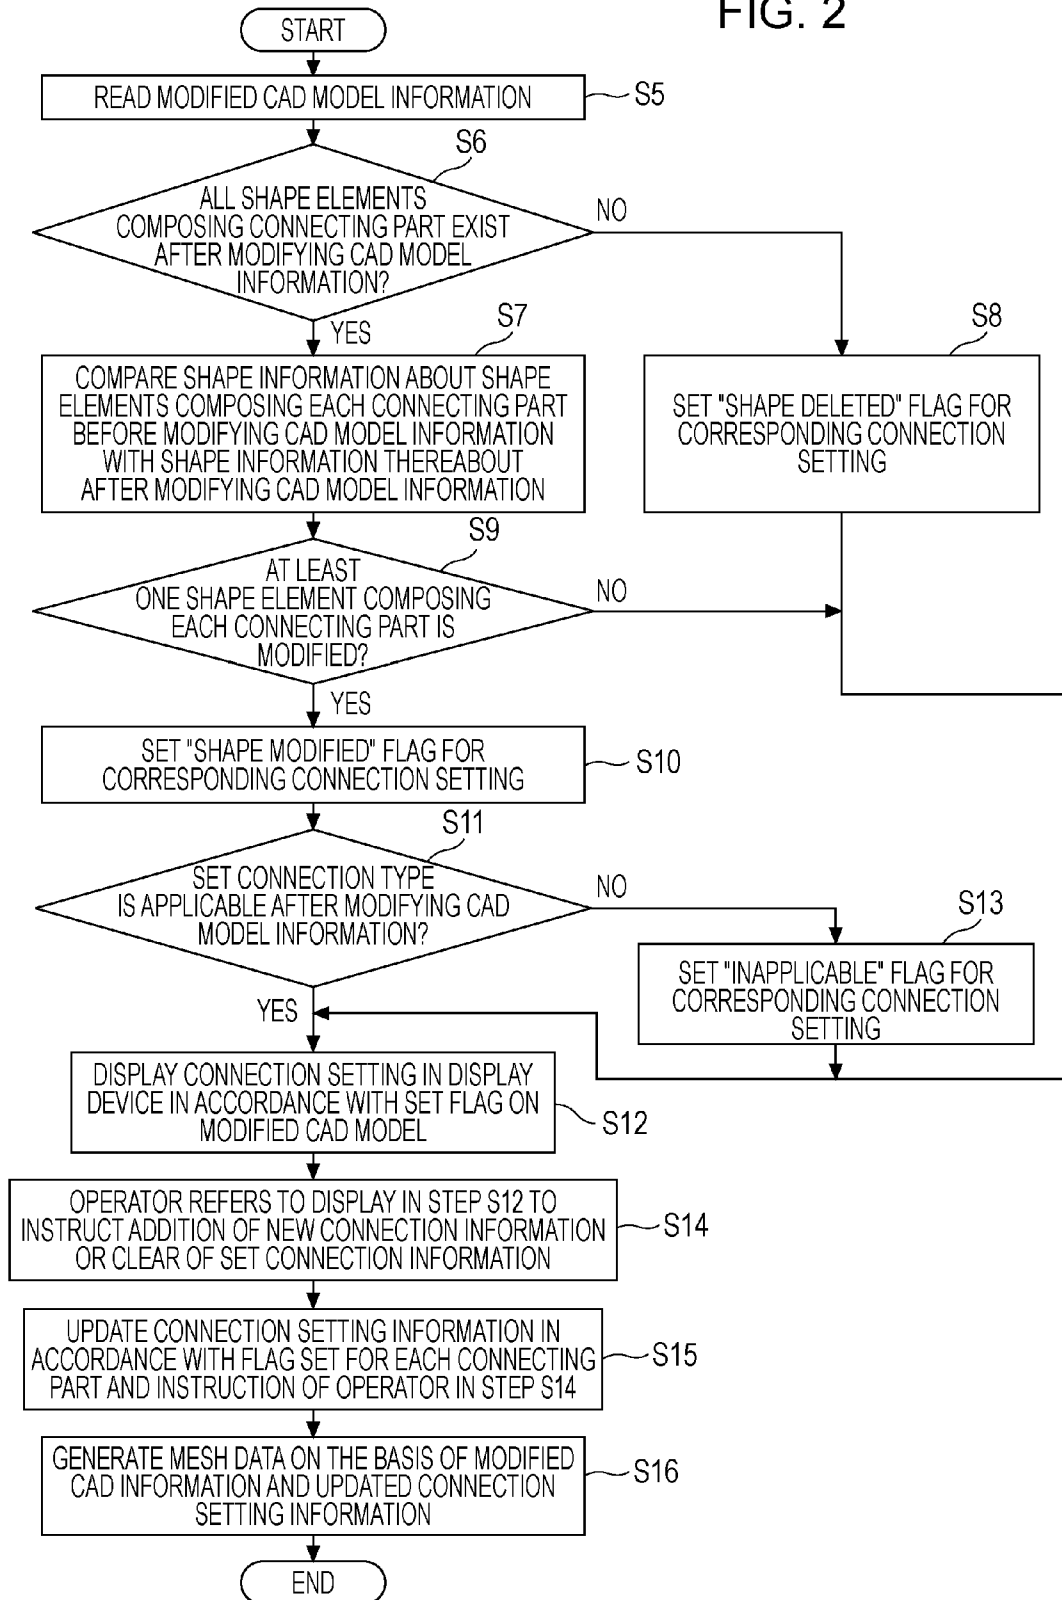 FIG. 2
START
READ MODIFIED CAD MODEL INFORMATION
S5
S6
ALL SHAPE ELEMENTS
COMPOSING CONNECTING PART EXIST
AFTER MODIFYING CAD MODEL
INFORMATION?
NO
YES
S7
COMPARE SHAPE INFORMATION ABOUT SHAPE
ELEMENTS COMPOSING EACH CONNECTING PART
BEFORE MODIFYING CAD MODEL INFORMATION
WITH SHAPE INFORMATION THEREABOUT
AFTER MODIFYING CAD MODEL INFORMATION
S8
SET "SHAPE DELETED" FLAG FOR
CORRESPONDING CONNECTION
SETTING
S9
AT LEAST
ONE SHAPE ELEMENT COMPOSING
EACH CONNECTING PART IS
MODIFIED?
NO
YES
SET "SHAPE MODIFIED" FLAG FOR
CORRESPONDING CONNECTION SETTING
S10
S11
SET CONNECTION TYPE
IS APPLICABLE AFTER MODIFYING CAD
MODEL INFORMATION?
NO
S13
SET "INAPPLICABLE" FLAG FOR
CORRESPONDING CONNECTION
SETTING
YES
DISPLAY CONNECTION SETTING IN DISPLAY
DEVICE IN ACCORDANCE WITH SET FLAG ON
MODIFIED CAD MODEL
S12
OPERATOR REFERS TO DISPLAY IN STEP S12 TO
INSTRUCT ADDITION OF NEW CONNECTION INFORMATION
OR CLEAR OF SET CONNECTION INFORMATION
S14
UPDATE CONNECTION SETTING INFORMATION IN
ACCORDANCE WITH FLAG SET FOR EACH CONNECTING
PART AND INSTRUCTION OF OPERATOR IN STEP S14
S15
GENERATE MESH DATA ON THE BASIS OF MODIFIED
CAD INFORMATION AND UPDATED CONNECTION
SETTING INFORMATION
S16
END